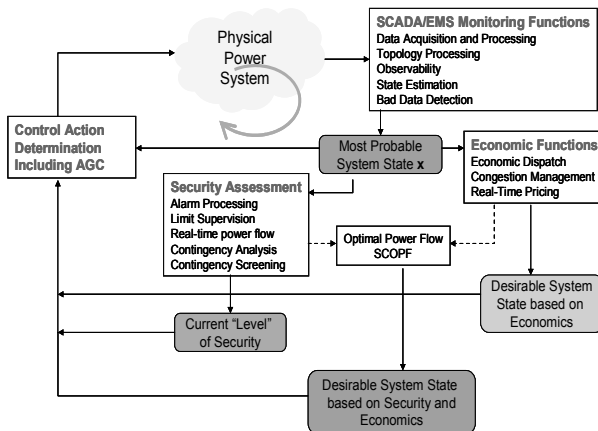 Physical
Power
System
SCADA/EMS Monitoring Functions
Data Acquisition and Processing
Topology Processing
Observability
State Estimation
Bad Data Detection
Control Action
Determination
Including AGC
Most Probable
System State x
Economic Functions
Economic Dispatch
Congestion Management
Real-Time Pricing
Security Assessment
Alarm Processing
Limit Supervision
Real-time power flow
Contingency Analysis
Contingency Screening
Optimal Power Flow
SCOPF
Desirable System
State based on
Economics
Current “Level”
of Security
Desirable System State
based on Security and
Economics